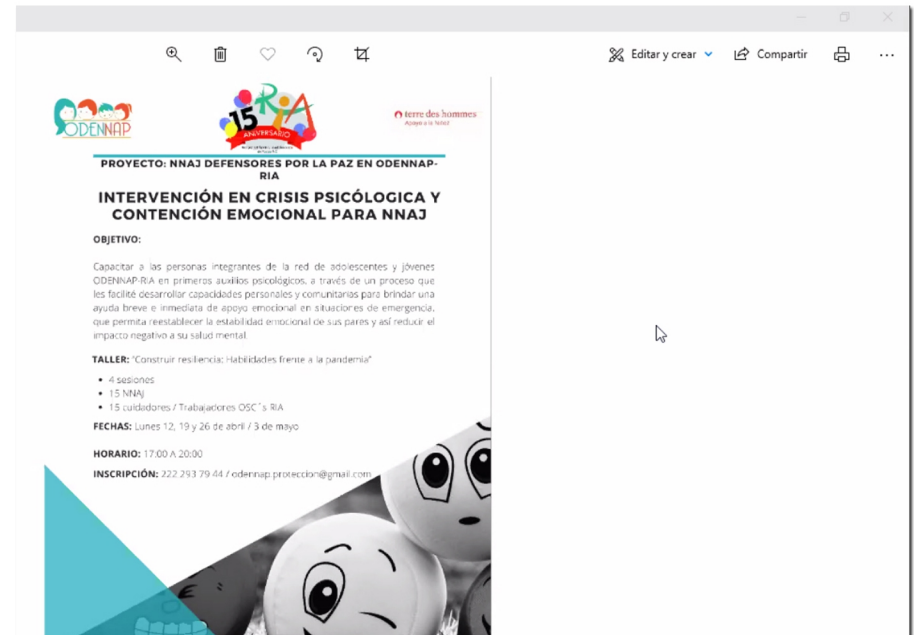 Editar y crear
Compartir
ODENNAP
RIA
15
ANIVERSARIO
terre des hommes
Apoyo a la Niñez
PROYECTO: NNAJ DEFENSORES POR LA PAZ EN ODENNAP-
RIA
INTERVENCIÓN EN CRISIS PSICÓLOGICA Y
CONTENCIÓN EMOCIONAL PARA NNAJ
OBJETIVO:
Capacitar a las personas integrantes de la red de adolescentes y jóvenes
ODENNAP-RIA en primeros auxilios psicológicos, a través de un proceso que
les facilité desarrollar capacidades personales y comunitarias para brindar una
ayuda breve e inmediata de apoyo emocional en situaciones de emergencia,
que permita reestablecer la estabilidad emocional de sus pares y así reducir el
impacto negativo a su salud mental.
TALLER: "Construir resiliencia: Habilidades frente a la pandemia"
• 4 sesiones
• 15 NNAJ
• 15 cuidadores / Trabajadores OSC´s RIA
FECHAS: Lunes 12, 19 y 26 de abril / 3 de mayo
HORARIO: 17:00 A 20:00
INSCRIPCIÓN: 222 293 79 44 / odennap.proteccion@gmail.com